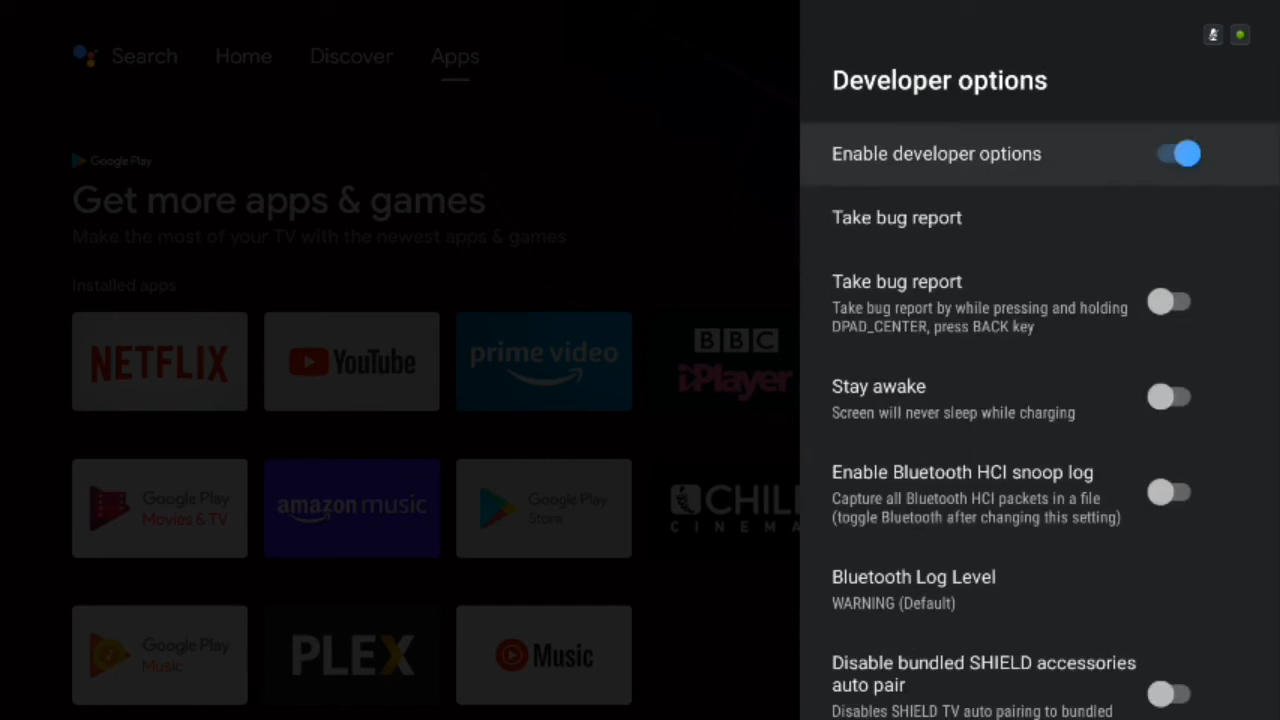 Search Home Discover Apps
Google Play
Get more apps & games
Make the most of your TV with the newest apps & games
Installed apps
NETFLIX
YouTube
prime video
BBC
iPlayer
Google Play
Movies & TV
amazon music
Google Play
Store
CHILI
CINEMA
Google Play
Music
PLEX
Music
Developer options
Enable developer options
Take bug report
Take bug report
Take bug report by while pressing and holding
DPAD_CENTER, press BACK key
Stay awake
Screen will never sleep while charging
Enable Bluetooth HCI snoop log
Capture all Bluetooth HCI packets in a file
(toggle Bluetooth after changing this setting)
Bluetooth Log Level
WARNING (Default)
Disable bundled SHIELD accessories
auto pair
Disables SHIELD TV auto pairing to bundled